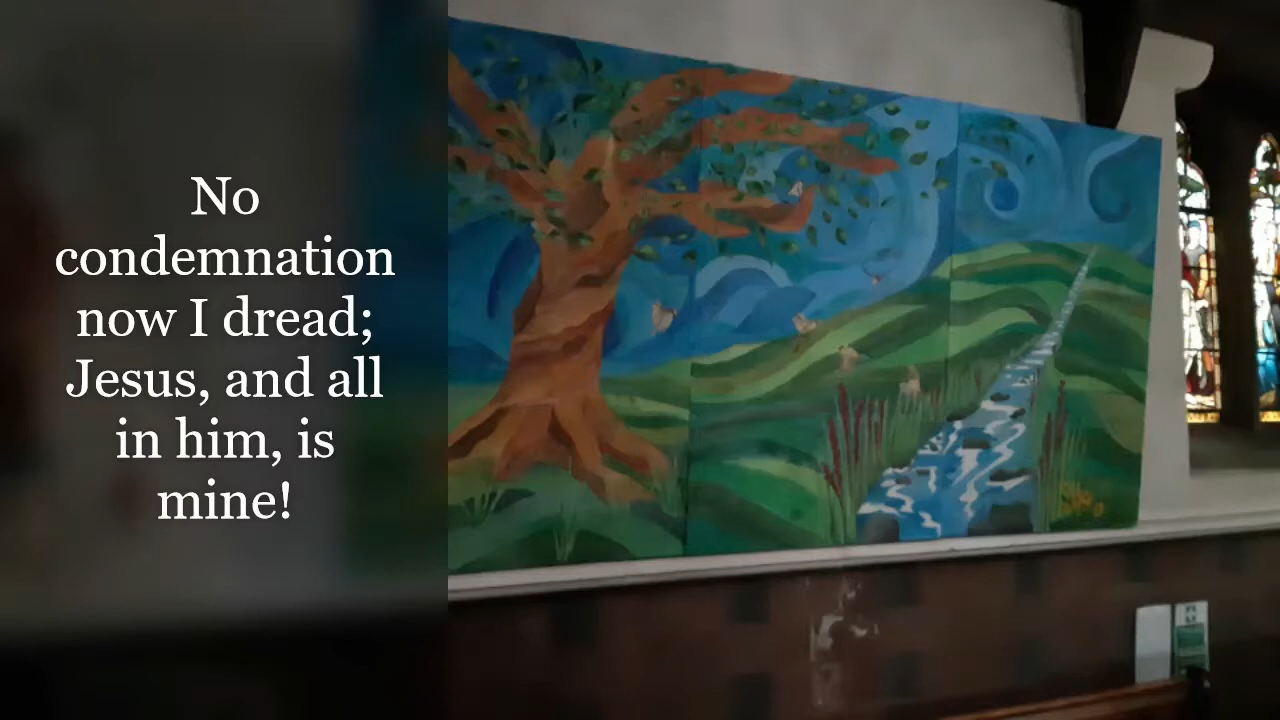 No
condemnation
now I dread;
Jesus, and all
in him, is
mine!